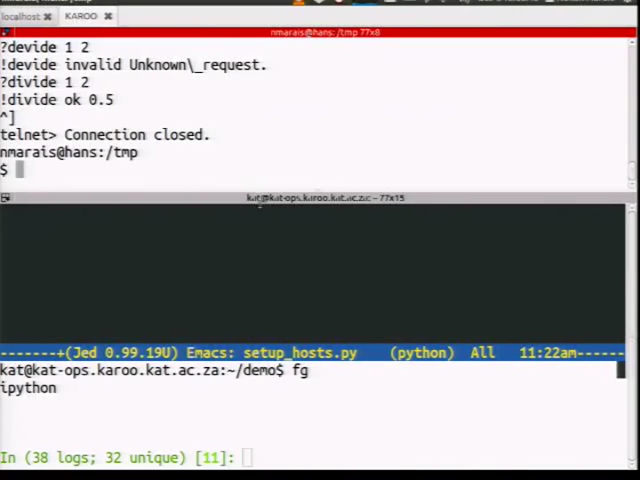 localhost ✖ KAROO ✖
nmarais@hans: /tmp 77x8
?devide 1 2
!devide invalid Unknown\_request.
?divide 1 2
!divide ok 0.5
^]
telnet> Connection closed.
nmarais@hans:/tmp
$
kat@kat-ops.karoo.kat.ac.za:~ 77x15
-------+(Jed 0.99.19U) Emacs: setup_hosts.py (python) All 11:22am------
kat@kat-ops.karoo.kat.ac.za:~/demo$ fg
ipython
In (38 logs; 32 unique) [11]: